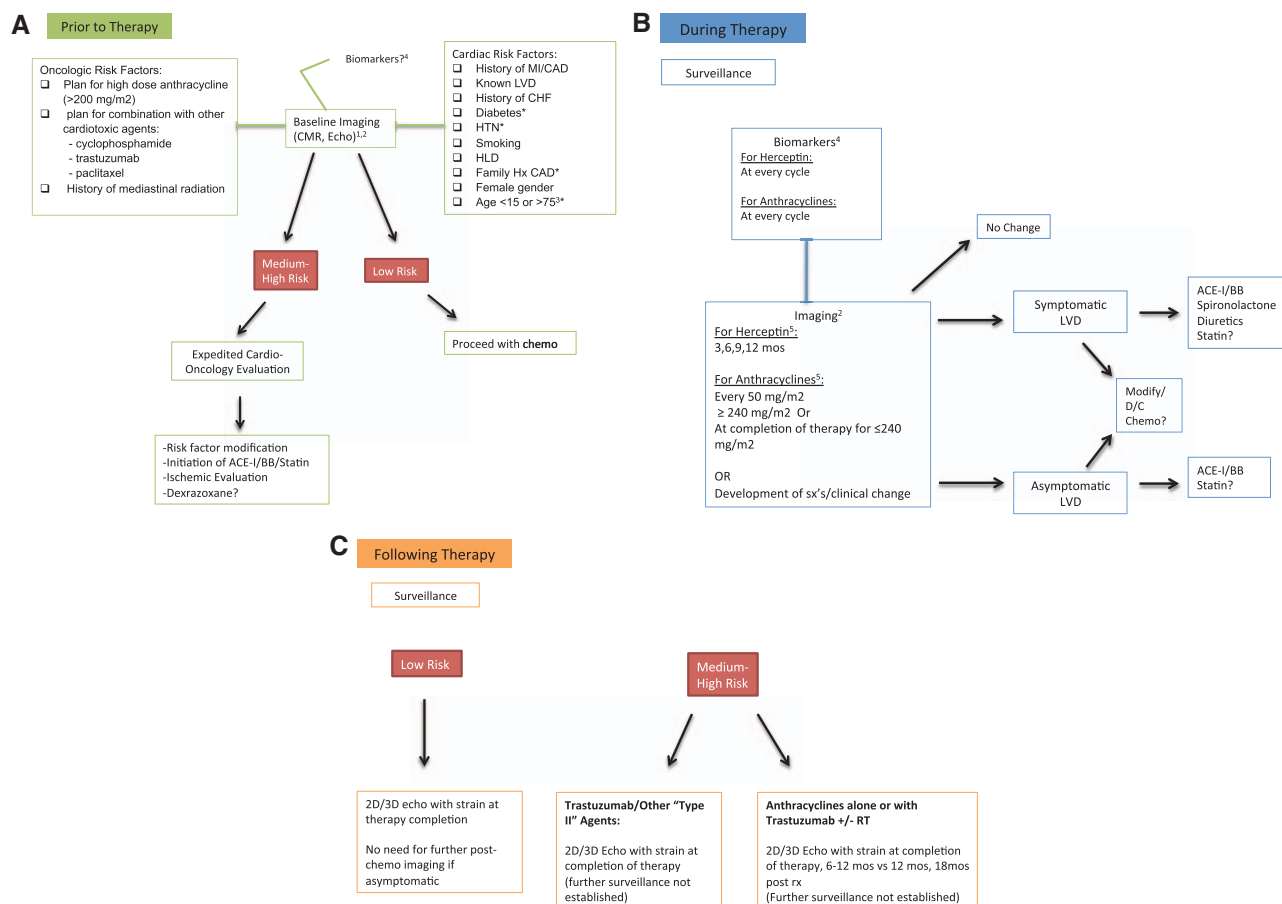 A
Prior to Therapy
Biomarkers?⁴
Oncologic Risk Factors:
❑ Plan for high dose anthracycline
(>200 mg/m2)
❑ plan for combination with other
cardiotoxic agents:
- cyclophosphamide
- trastuzumab
- paclitaxel
❑ History of mediastinal radiation
Baseline Imaging
(CMR, Echo)¹,²
Cardiac Risk Factors:
❑ History of MI/CAD
❑ Known LVD
❑ History of CHF
❑ Diabetes*
❑ HTN*
❑ Smoking
❑ HLD
❑ Family Hx CAD*
❑ Female gender
❑ Age <15 or >75³*
Medium-
High Risk
Low Risk
Expedited Cardio-
Oncology Evaluation
Proceed with chemo
-Risk factor modification
-Initiation of ACE-I/BB/Statin
-Ischemic Evaluation
-Dexrazoxane?
B
During Therapy
Surveillance
Biomarkers⁴
For Herceptin:
At every cycle
For Anthracyclines:
At every cycle
Imaging²
For Herceptin⁵:
3,6,9,12 mos
For Anthracyclines⁵:
Every 50 mg/m2
≥ 240 mg/m2 Or
At completion of therapy for ≤240
mg/m2
OR
Development of sx's/clinical change
No Change
Symptomatic
LVD
ACE-I/BB
Spironolactone
Diuretics
Statin?
Modify/
D/C
Chemo?
Asymptomatic
LVD
ACE-I/BB
Statin?
C
Following Therapy
Surveillance
Low Risk
Medium-
High Risk
2D/3D echo with strain at
therapy completion
No need for further post-
chemo imaging if
asymptomatic
Trastuzumab/Other “Type
II” Agents:
2D/3D Echo with strain at
completion of therapy
(further surveillance not
established)
Anthracyclines alone or with
Trastuzumab +/- RT
2D/3D Echo with strain at completion
of therapy, 6-12 mos vs 12 mos, 18mos
post rx
(Further surveillance not established)